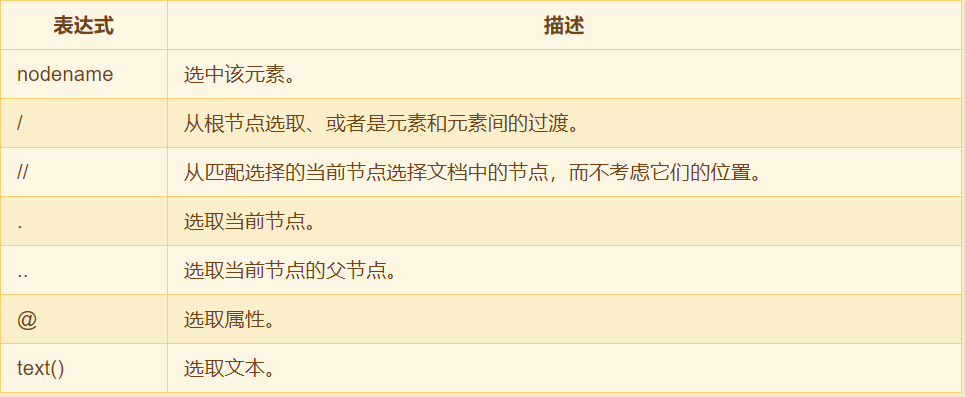 表达式 描述
nodename 选中该元素。
/ 从根节点选取、或者是元素和元素间的过渡。
// 从匹配选择的当前节点选择文档中的节点，而不考虑它们的位置。
. 选取当前节点。
.. 选取当前节点的父节点。
@ 选取属性。
text() 选取文本。